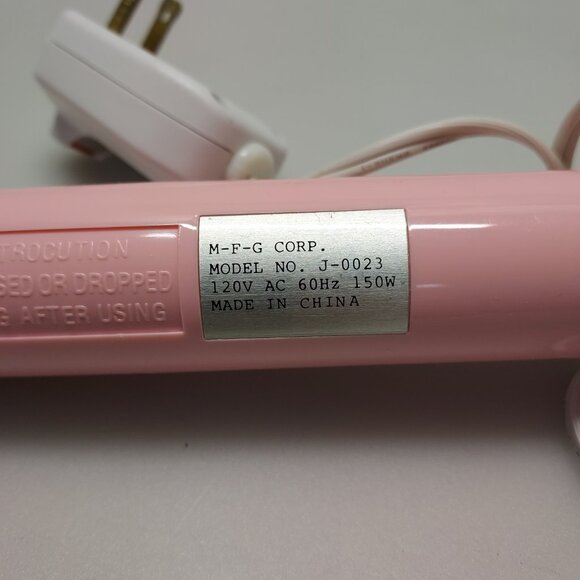 TROCUTION
SED OR DROPPED
G AFTER USING
M-F-G CORP.
MODEL NO. J-0023
120V AC 60Hz 150W
MADE IN CHINA